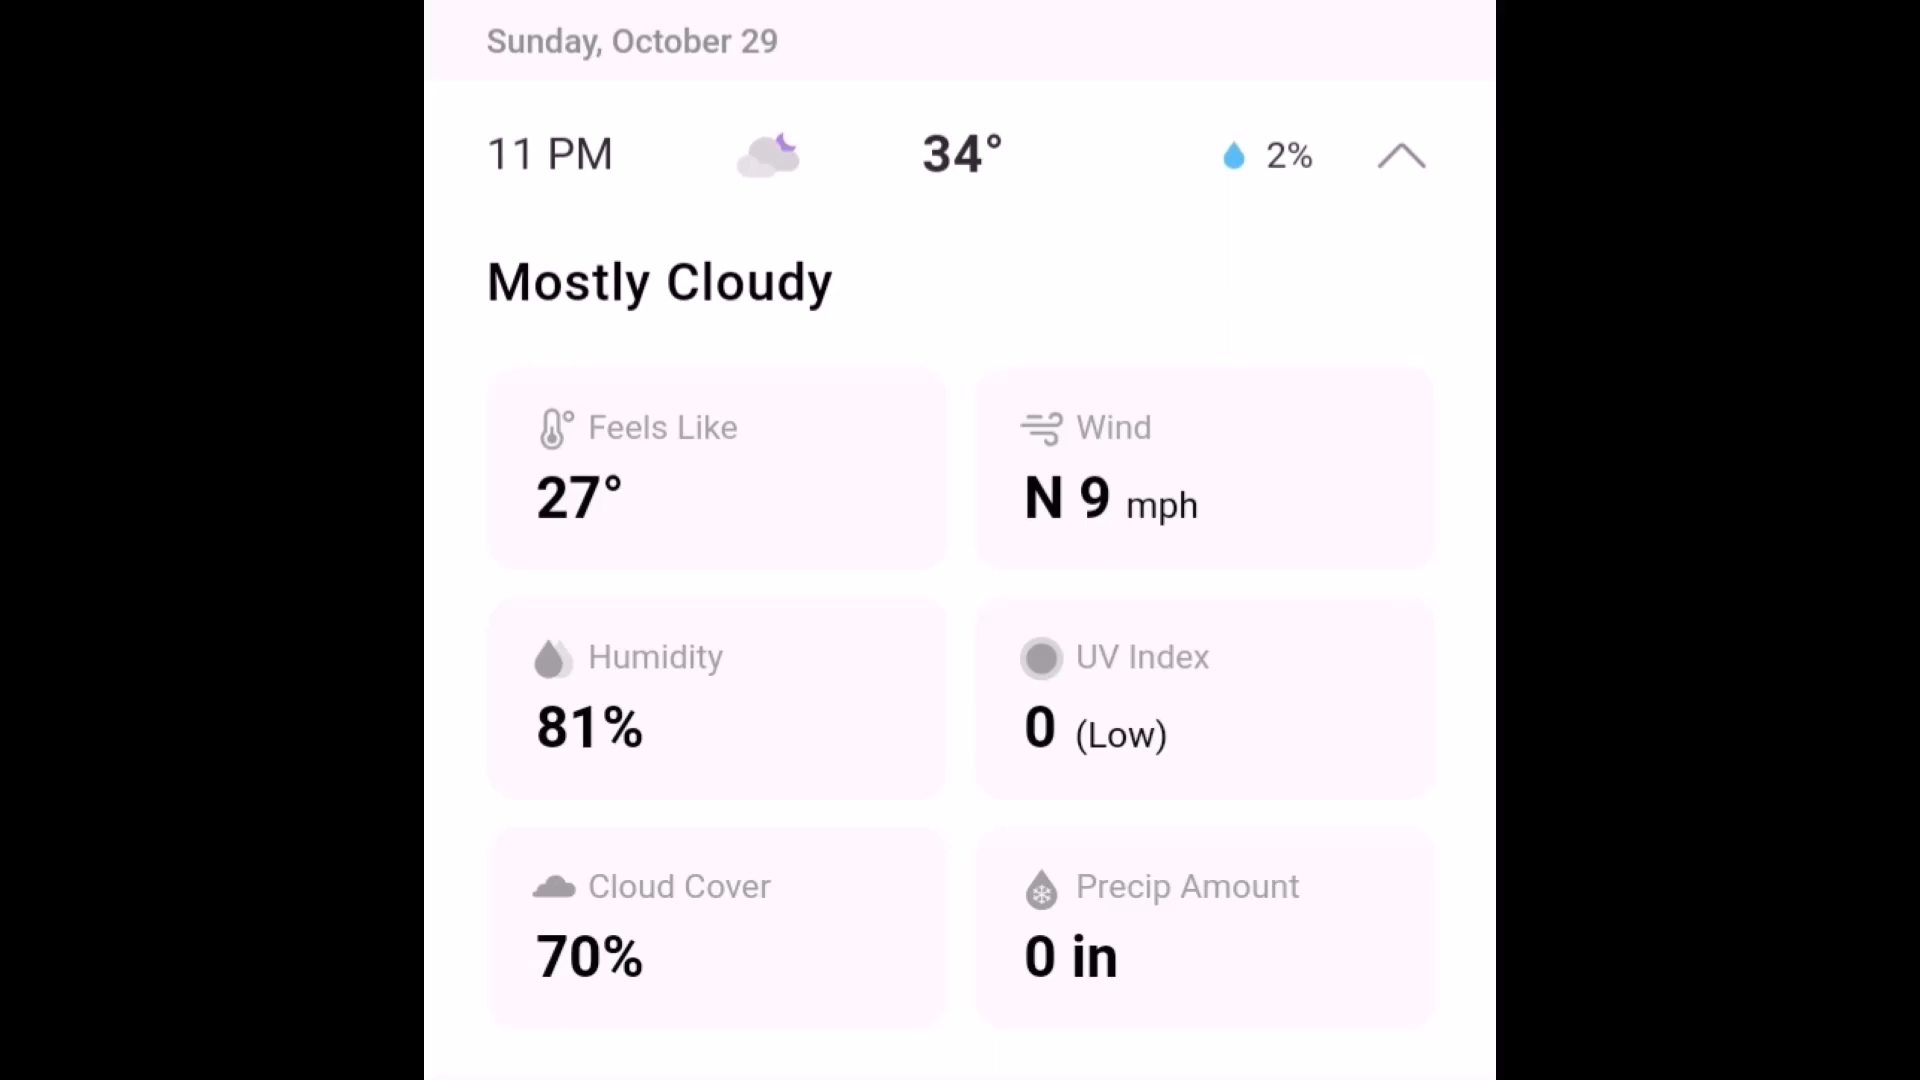 Sunday, October 29
11 PM 34° 2%
Mostly Cloudy
Feels Like Wind
27° N 9 mph
Humidity UV Index
81% 0 (Low)
Cloud Cover Precip Amount
70% 0 in